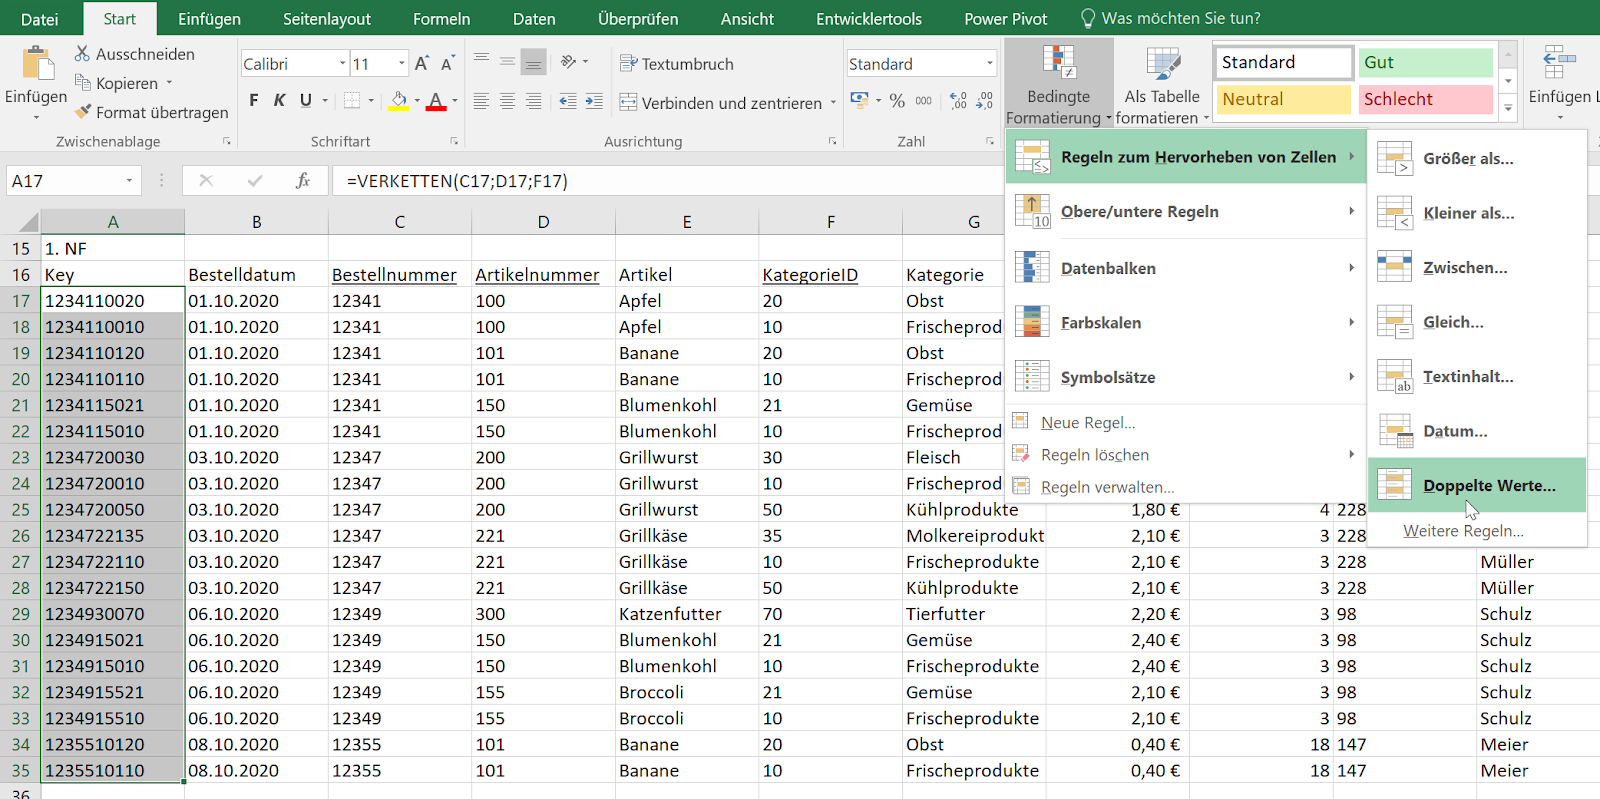 Datei Start Einfügen Seitenlayout Formeln Daten Überprüfen Ansicht Entwicklertools Power Pivot Was möchten Sie tun?
Ausschneiden
Kopieren
Format übertragen
Einfügen
Zwischenablage
Calibri 11 A A
F K U A
Schriftart
Textumbruch
Verbinden und zentrieren
Ausrichtung
Standard
% 000 ,00 ,00
Zahl
Bedingte
Formatierung
Als Tabelle
formatieren
Standard Gut
Neutral Schlecht
Einfügen L
A17 fx =VERKETTEN(C17;D17;F17)
Regeln zum Hervorheben von Zellen
Obere/untere Regeln
Datenbalken
Farbskalen
Symbolsätze
Neue Regel...
Regeln löschen
Regeln verwalten...
Größer als...
Kleiner als...
Zwischen...
Gleich...
Textinhalt...
Datum...
Doppelte Werte...
Weitere Regeln...
A B C D E F G
15 1. NF
16 Key Bestelldatum Bestellnummer Artikelnummer Artikel KategorieID Kategorie
17 1234110020 01.10.2020 12341 100 Apfel 20 Obst
18 1234110010 01.10.2020 12341 100 Apfel 10 Frischeprod
19 1234110120 01.10.2020 12341 101 Banane 20 Obst
20 1234110110 01.10.2020 12341 101 Banane 10 Frischeprod
21 1234115021 01.10.2020 12341 150 Blumenkohl 21 Gemüse
22 1234115010 01.10.2020 12341 150 Blumenkohl 10 Frischeprod
23 1234720030 03.10.2020 12347 200 Grillwurst 30 Fleisch
24 1234720010 03.10.2020 12347 200 Grillwurst 10 Frischeprod
25 1234720050 03.10.2020 12347 200 Grillwurst 50 Kühlprodukte 1,80 € 4 228
26 1234722135 03.10.2020 12347 221 Grillkäse 35 Molkereiprodukt 2,10 € 3 228
27 1234722110 03.10.2020 12347 221 Grillkäse 10 Frischeprodukte 2,10 € 3 228 Müller
28 1234722150 03.10.2020 12347 221 Grillkäse 50 Kühlprodukte 2,10 € 3 228 Müller
29 1234930070 06.10.2020 12349 300 Katzenfutter 70 Tierfutter 2,20 € 3 98 Schulz
30 1234915021 06.10.2020 12349 150 Blumenkohl 21 Gemüse 2,40 € 3 98 Schulz
31 1234915010 06.10.2020 12349 150 Blumenkohl 10 Frischeprodukte 2,40 € 3 98 Schulz
32 1234915521 06.10.2020 12349 155 Broccoli 21 Gemüse 2,10 € 3 98 Schulz
33 1234915510 06.10.2020 12349 155 Broccoli 10 Frischeprodukte 2,10 € 3 98 Schulz
34 1235510120 08.10.2020 12355 101 Banane 20 Obst 0,40 € 18 147 Meier
35 1235510110 08.10.2020 12355 101 Banane 10 Frischeprodukte 0,40 € 18 147 Meier
36